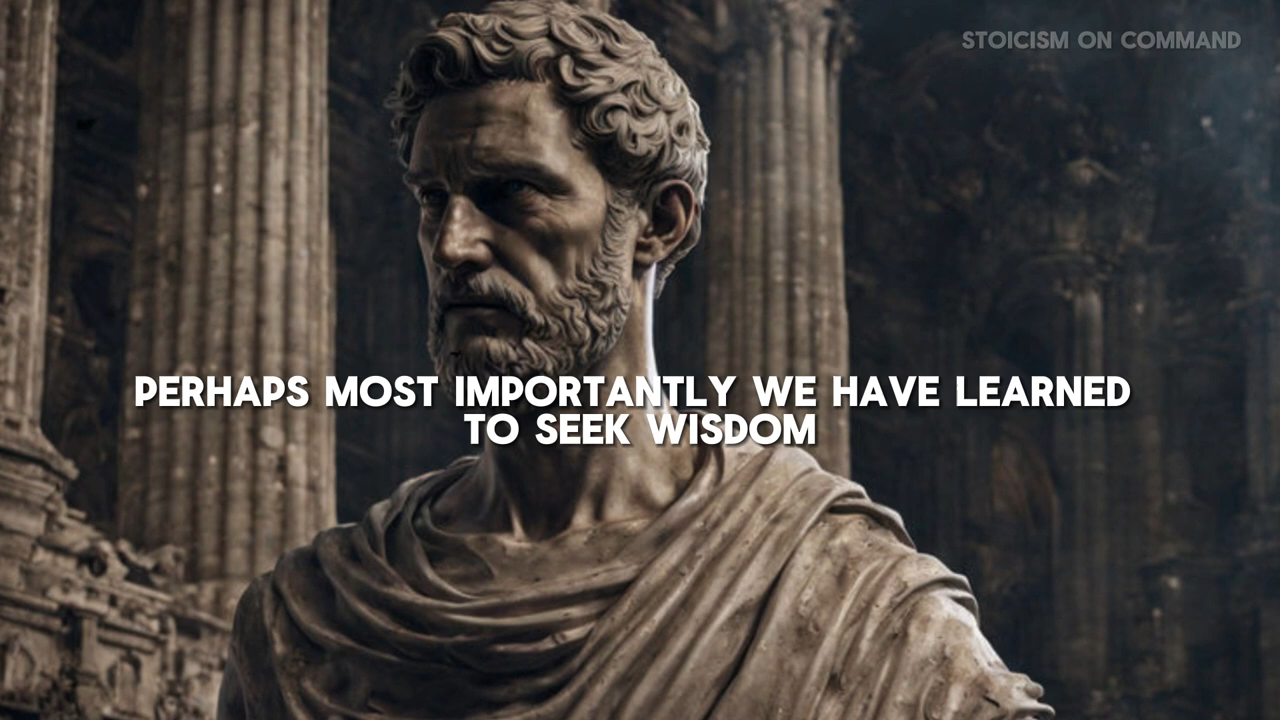 STOICISM ON COMMAND
PERHAPS MOST IMPORTANTLY WE HAVE LEARNED
TO SEEK WISDOM